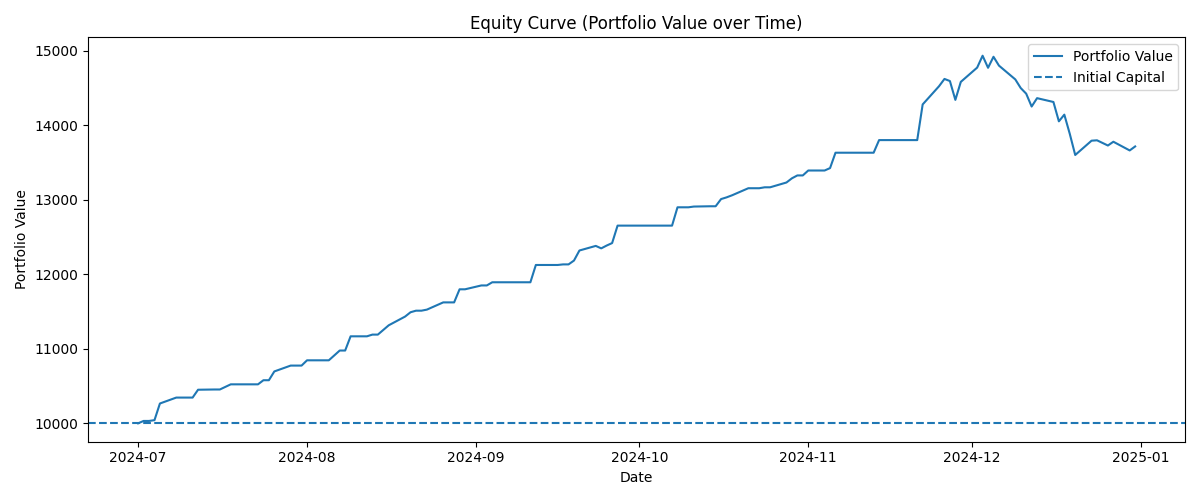 Equity Curve (Portfolio Value over Time)
Portfolio Value
Initial Capital
15000
14000
13000
12000
11000
10000
Portfolio Value
2024-07
2024-08
2024-09
2024-10
2024-11
2024-12
2025-01
Date